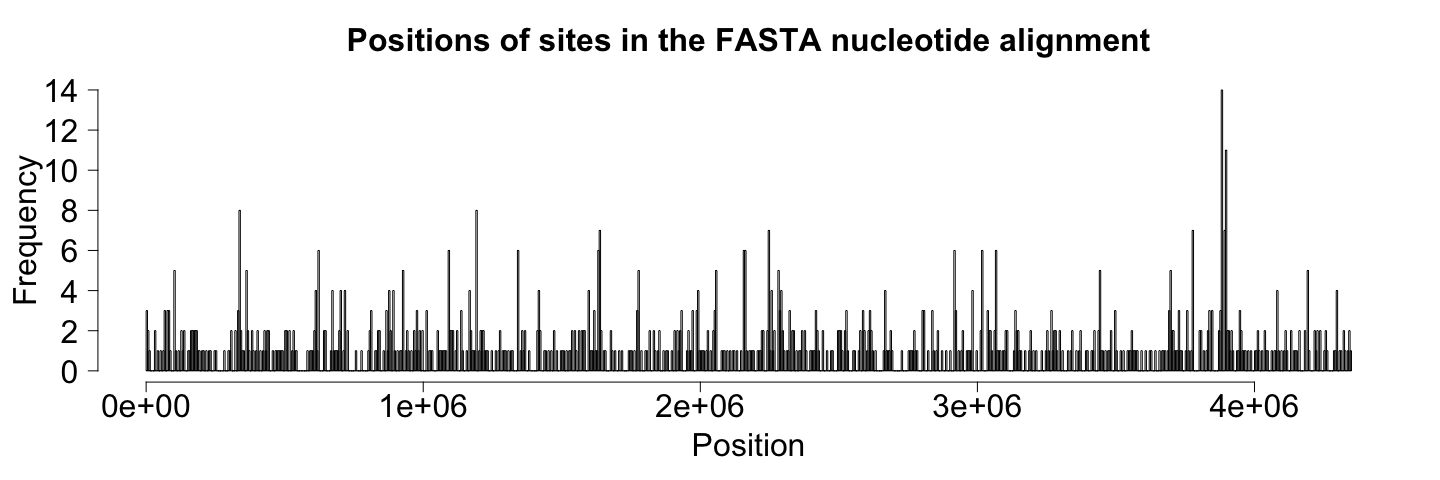 Positions of sites in the FASTA nucleotide alignment
Frequency
14
12
10
8
6
4
2
0
0e+00 1e+06 2e+06 3e+06 4e+06
Position